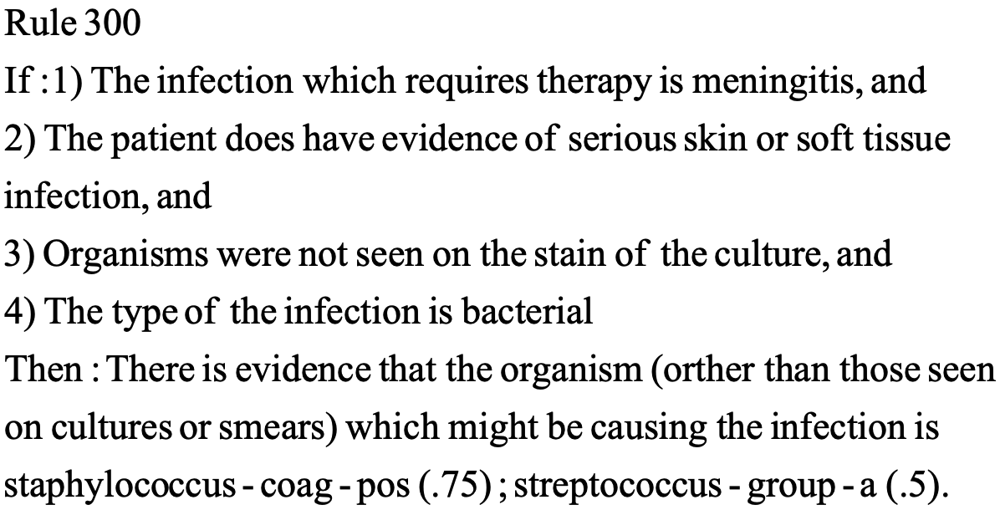 Rule 300
If :1) The infection which requires therapy is meningitis, and
2) The patient does have evidence of serious skin or soft tissue
infection, and
3) Organisms were not seen on the stain of the culture, and
4) The type of the infection is bacterial
Then : There is evidence that the organism (orther than those seen
on cultures or smears) which might be causing the infection is
staphylococcus - coag - pos (.75) ; streptococcus - group - a (.5).